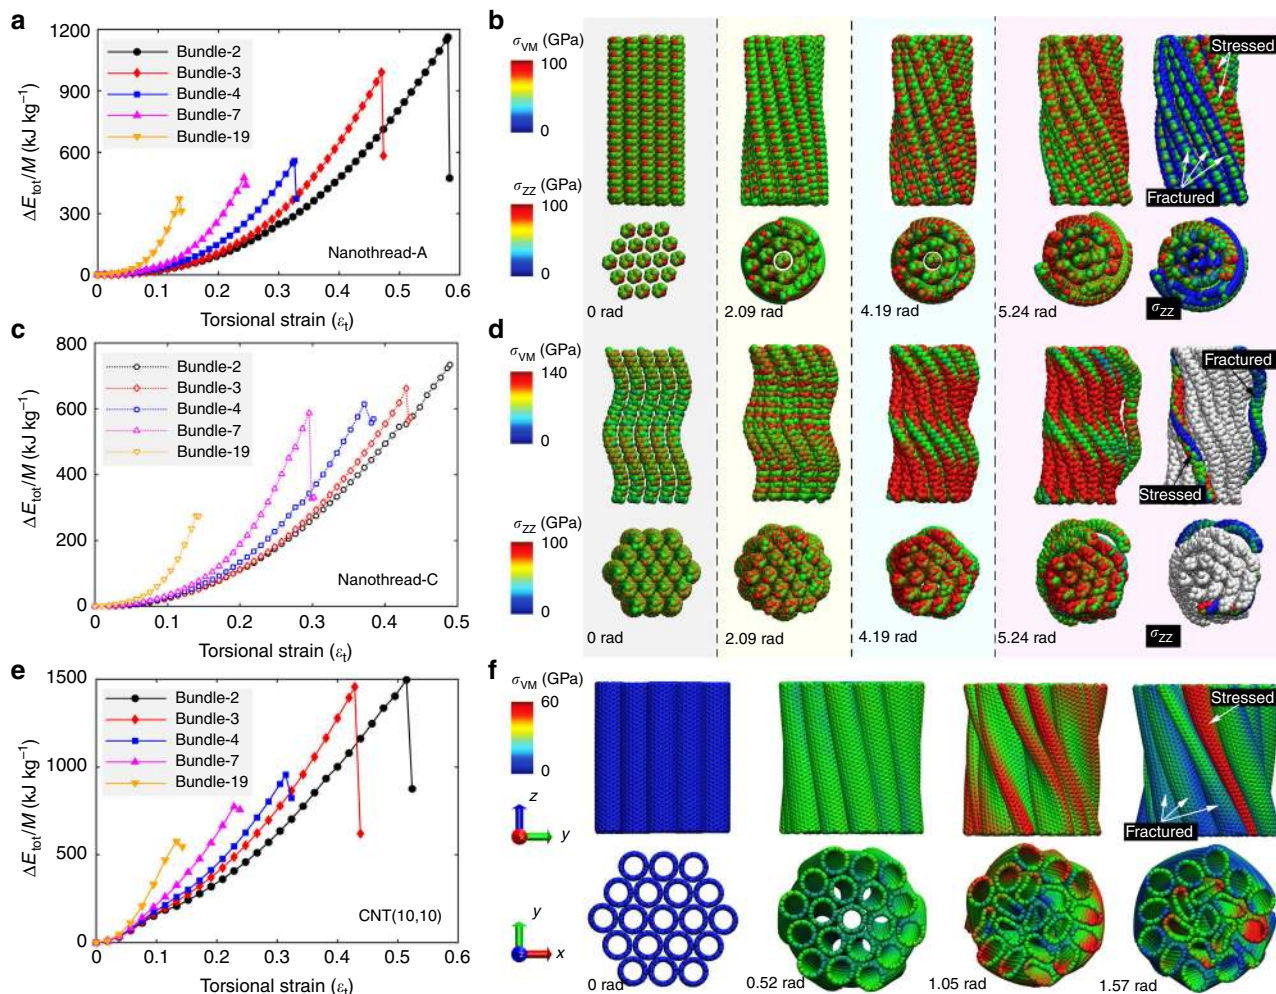 a
1200
900
600
300
0
ΔE_tot/M (kJ kg⁻¹)
Bundle-2
Bundle-3
Bundle-4
Bundle-7
Bundle-19
Nanothread-A
0 0.1 0.2 0.3 0.4 0.5 0.6
Torsional strain (ε_t)
b
σ_VM (GPa)
100
0
σ_ZZ (GPa)
100
0
Stressed
Fractured
0 rad
2.09 rad
4.19 rad
5.24 rad
σ_ZZ
c
800
600
400
200
0
ΔE_tot/M (kJ kg⁻¹)
Bundle-2
Bundle-3
Bundle-4
Bundle-7
Bundle-19
Nanothread-C
0 0.1 0.2 0.3 0.4 0.5
Torsional strain (ε_t)
d
σ_VM (GPa)
140
0
σ_ZZ (GPa)
100
0
Fractured
Stressed
0 rad
2.09 rad
4.19 rad
5.24 rad
σ_ZZ
e
1500
1000
500
0
ΔE_tot/M (kJ kg⁻¹)
Bundle-2
Bundle-3
Bundle-4
Bundle-7
Bundle-19
CNT(10,10)
0 0.1 0.2 0.3 0.4 0.5 0.6
Torsional strain (ε_t)
f
σ_VM (GPa)
60
0
z
y
y
x
Stressed
Fractured
0 rad
0.52 rad
1.05 rad
1.57 rad